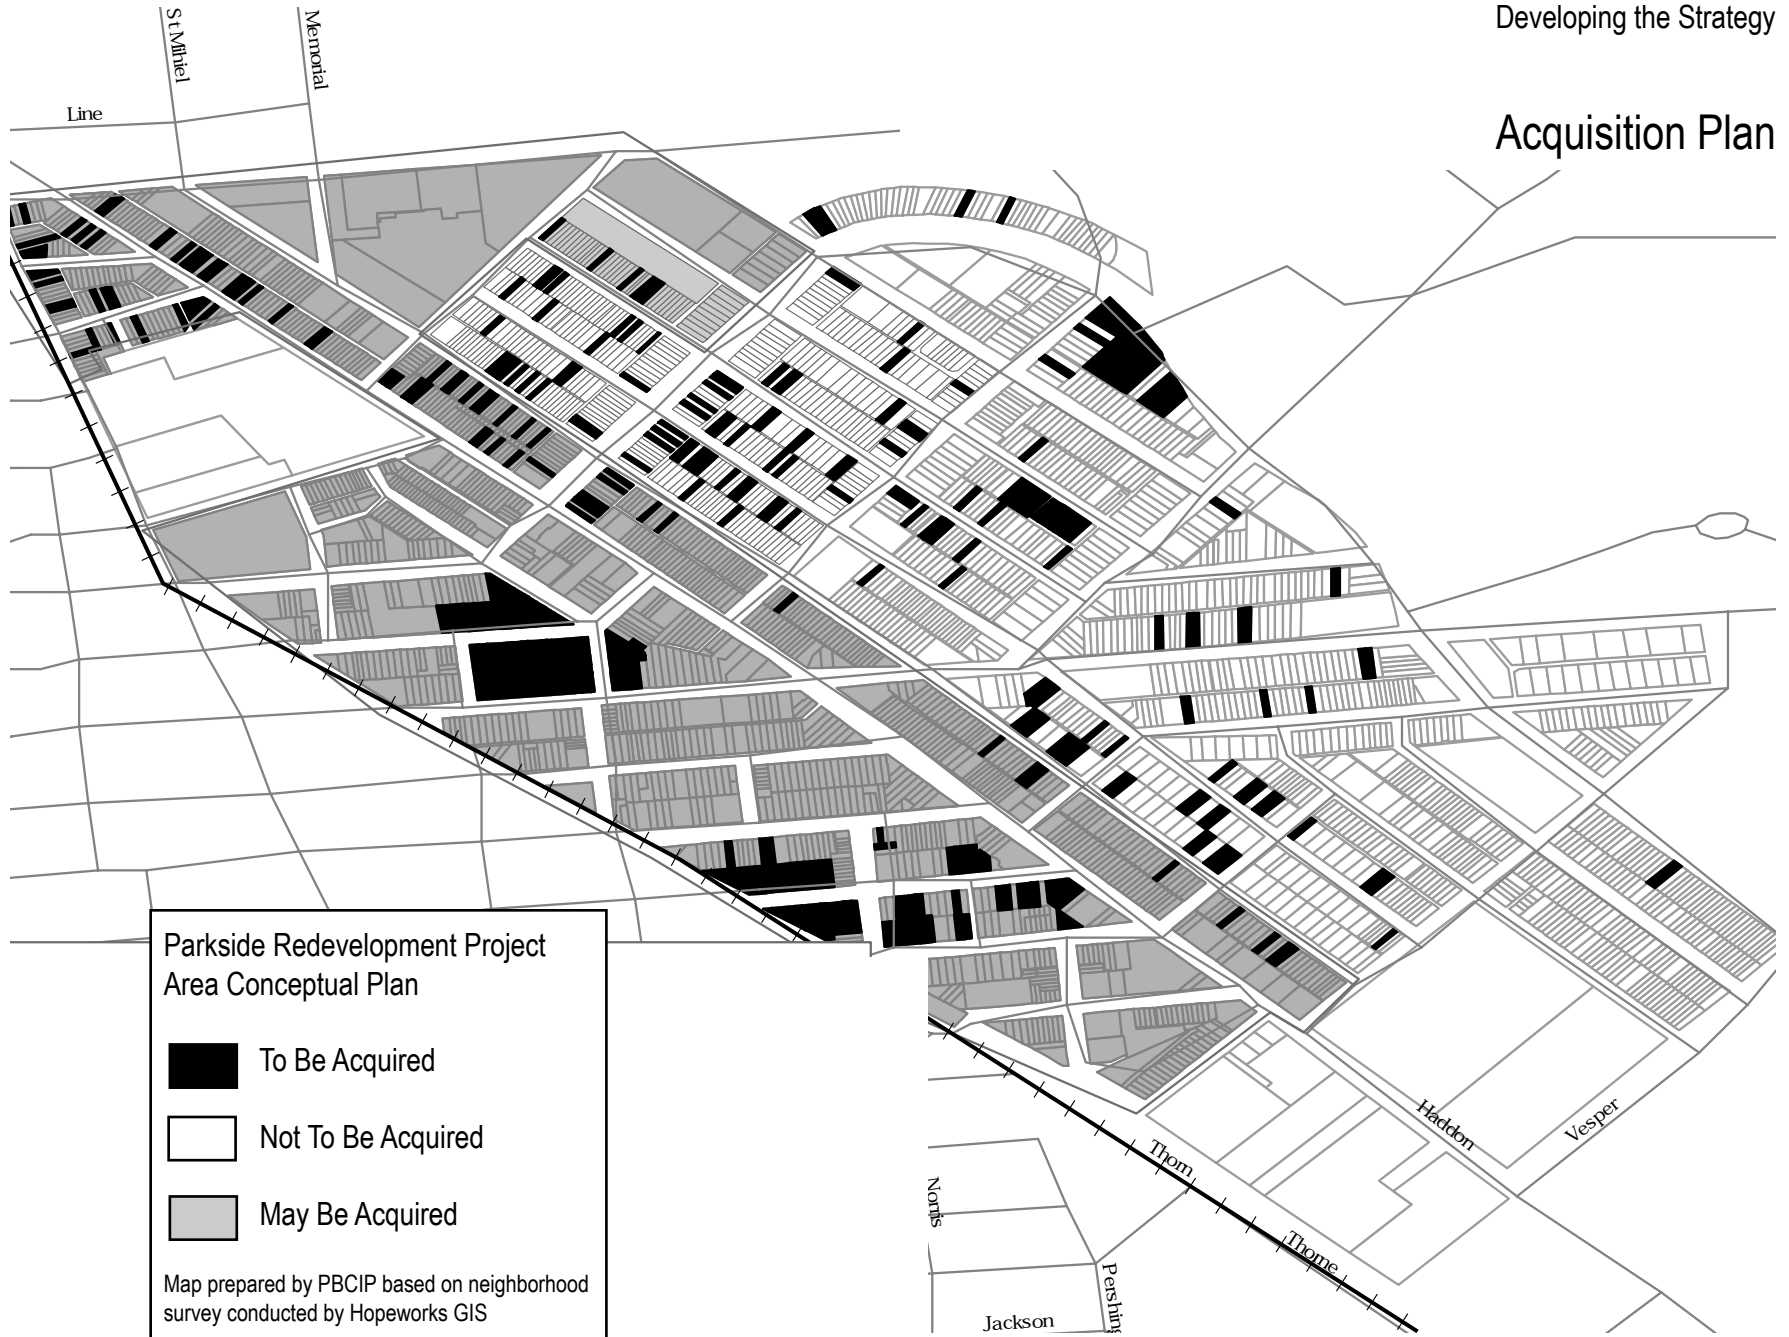 Developing the Strategy
Acquisition Plan
St Mihiel
Memorial
Line
Parkside Redevelopment Project
Area Conceptual Plan
To Be Acquired
Not To Be Acquired
May Be Acquired
Map prepared by PBCIP based on neighborhood
survey conducted by Hopeworks GIS
Haddon
Vesper
Thorn
Norris
Thorne
Pershing
Jackson